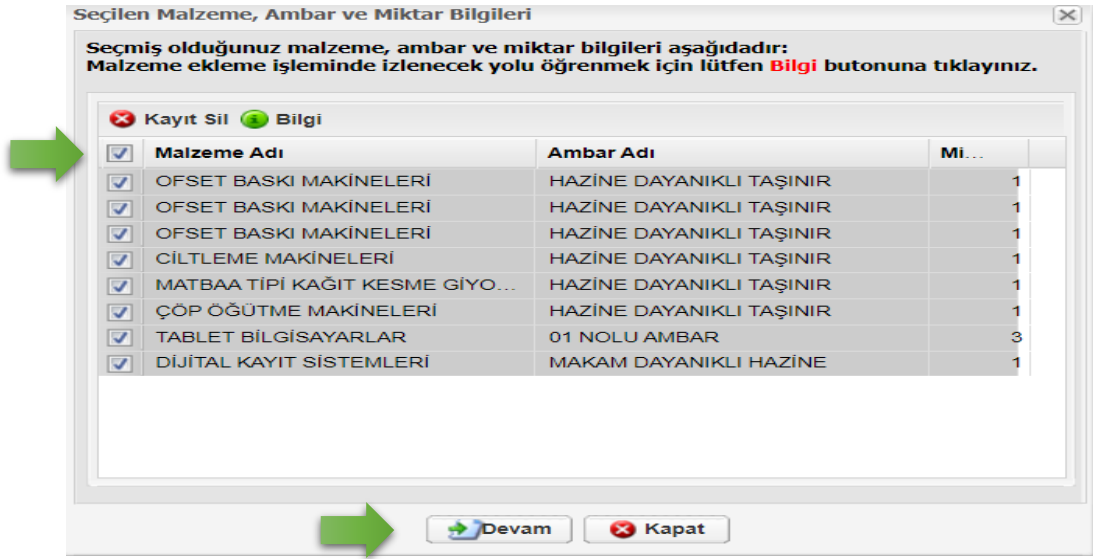 Seçilen Malzeme, Ambar ve Miktar Bilgileri
Seçmiş olduğunuz malzeme, ambar ve miktar bilgileri aşağıdadır:
Malzeme ekleme işleminde izlenecek yolu öğrenmek için lütfen Bilgi butonuna tıklayınız.
Kayıt Sil Bilgi
Malzeme Adı Ambar Adı Mi...
OFSET BASKI MAKİNELERİ HAZİNE DAYANIKLI TAŞINIR 1
OFSET BASKI MAKİNELERİ HAZİNE DAYANIKLI TAŞINIR 1
OFSET BASKI MAKİNELERİ HAZİNE DAYANIKLI TAŞINIR 1
CİLTLEME MAKİNELERİ HAZİNE DAYANIKLI TAŞINIR 1
MATBAA TİPİ KAĞIT KESME GİYO... HAZİNE DAYANIKLI TAŞINIR 1
ÇÖP ÖĞÜTME MAKİNELERİ HAZİNE DAYANIKLI TAŞINIR 1
TABLET BİLGİSAYARLAR 01 NOLU AMBAR 3
DİJİTAL KAYIT SİSTEMLERİ MAKAM DAYANIKLI HAZİNE 1
Devam Kapat